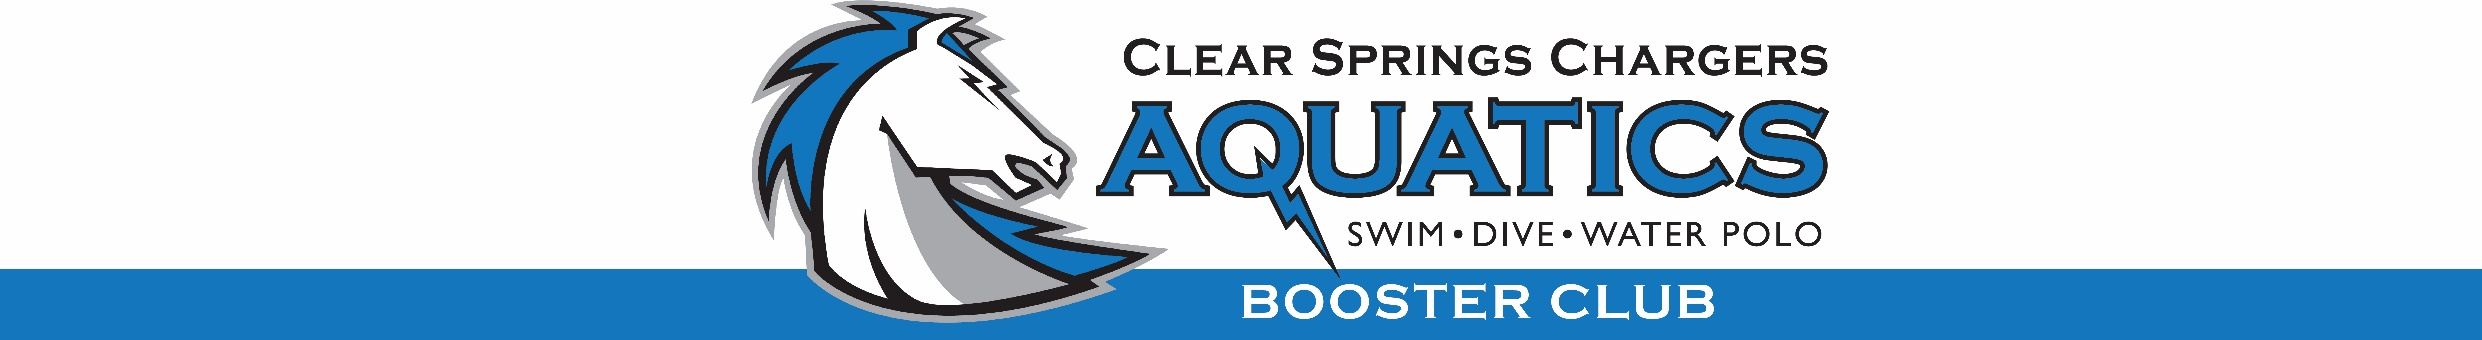 Clear Springs Chargers
AQUATICS
SWIM • DIVE • WATER POLO
BOOSTER CLUB